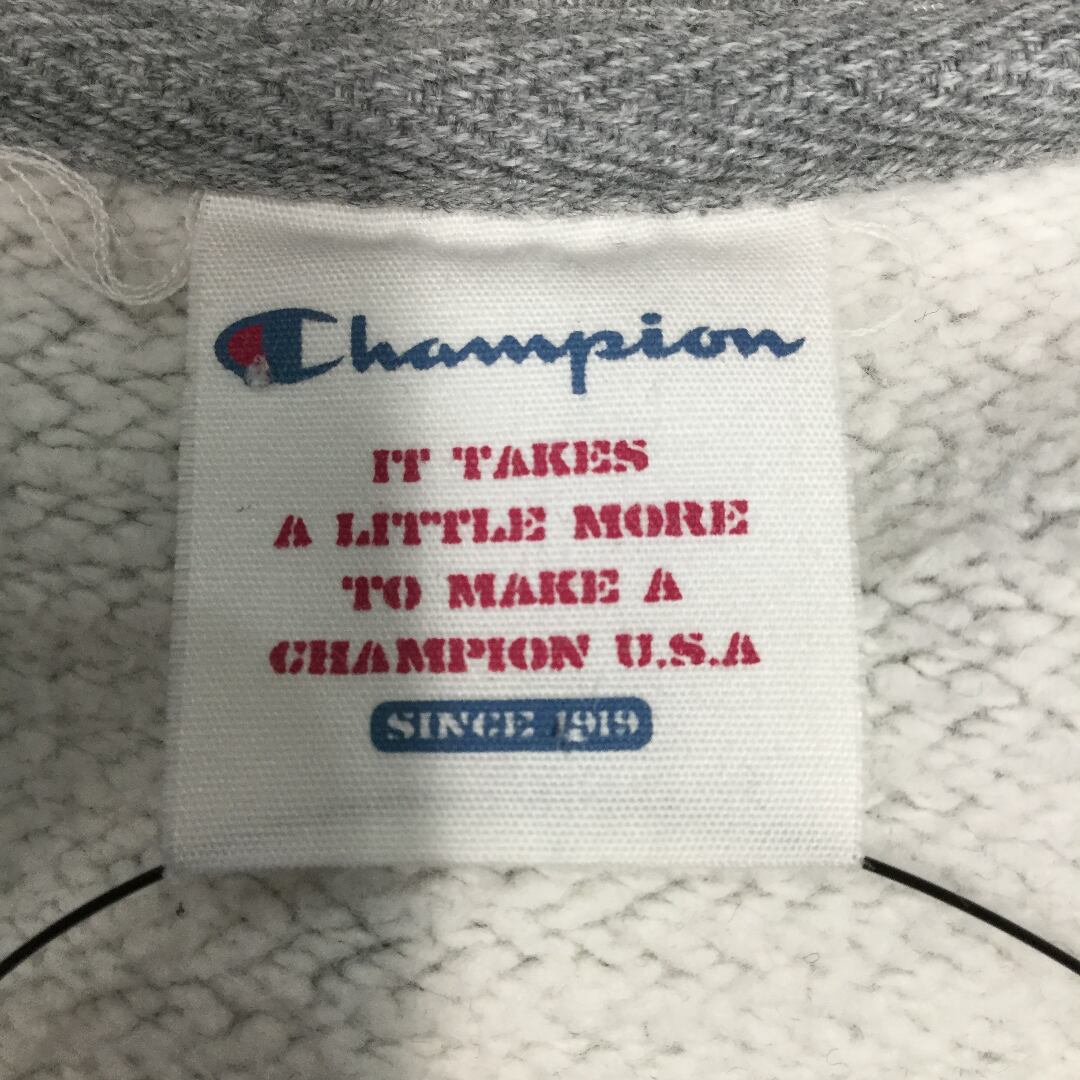 Champion
IT TAKES
A LITTLE MORE
TO MAKE A
CHAMPION U.S.A
SINCE 1919